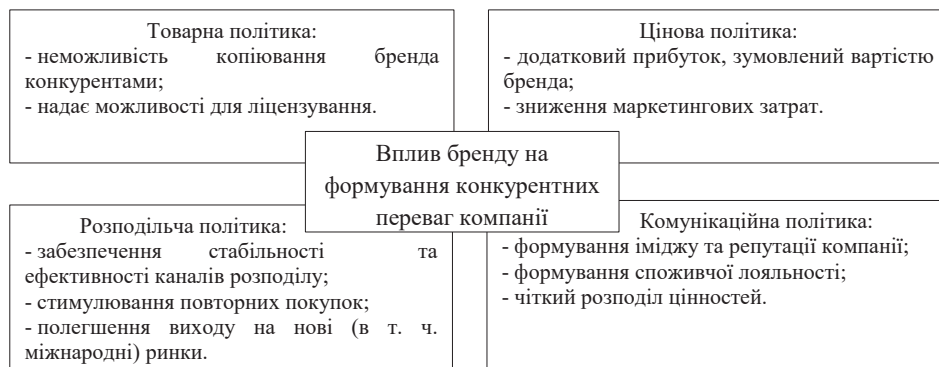 Товарна політика:
- неможливість копіювання бренда
конкурентами;
- надає можливості для ліцензування.
Цінова політика:
- додатковий прибуток, зумовлений вартістю
бренда;
- зниження маркетингових затрат.
Вплив бренду на
формування конкурентних
переваг компанії
Розподільча політика:
- забезпечення стабільності та
ефективності каналів розподілу;
- стимулювання повторних покупок;
- полегшення виходу на нові (в т. ч.
міжнародні) ринки.
Комунікаційна політика:
- формування іміджу та репутації компанії;
- формування споживчої лояльності;
- чіткий розподіл цінностей.